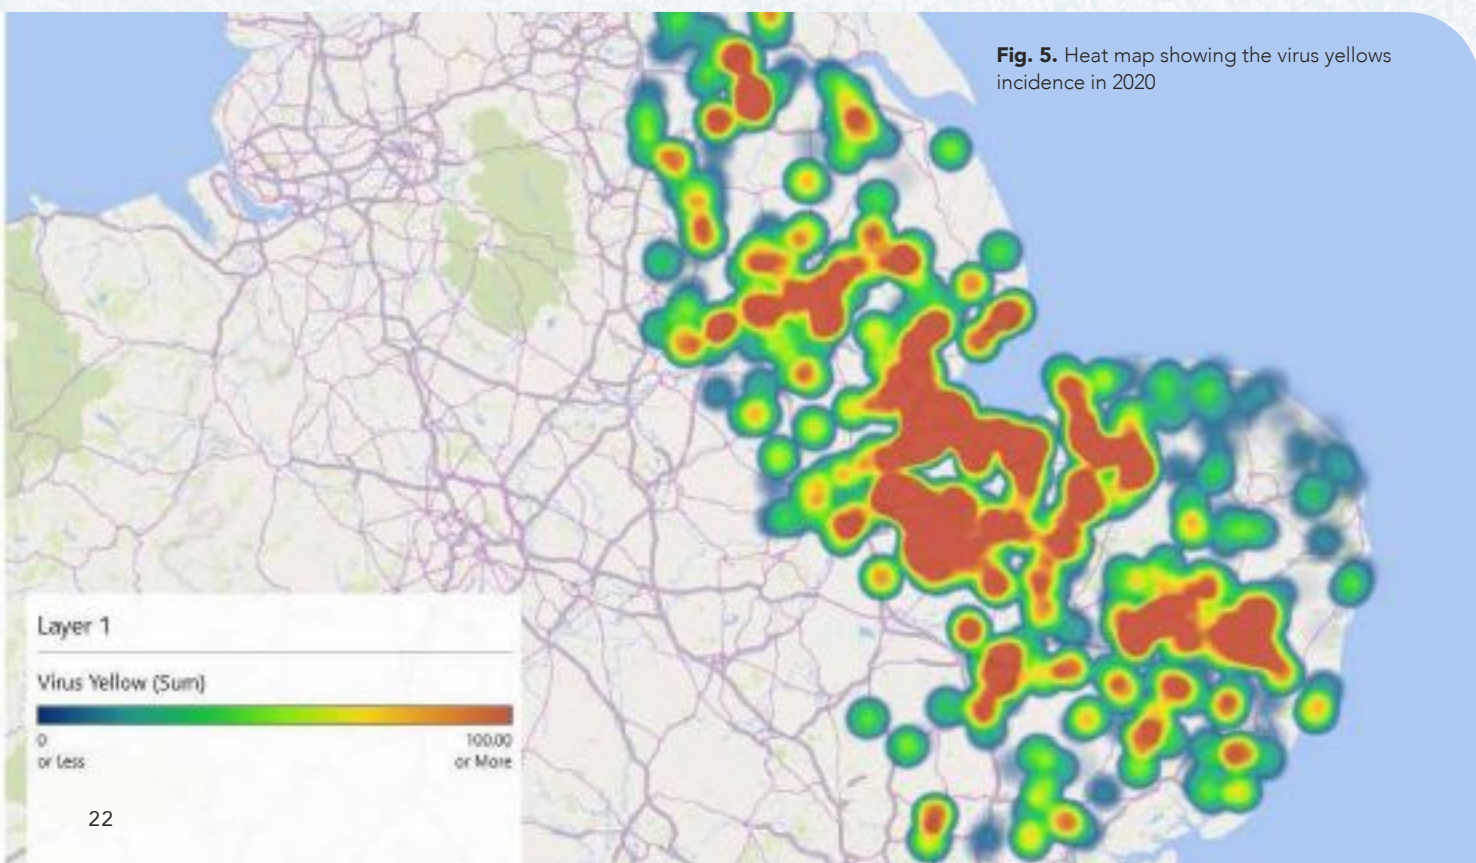 Fig. 5. Heat map showing the virus yellows
incidence in 2020
Layer 1
Virus Yellow (Sum)
0
or Less
100.00
or More
22